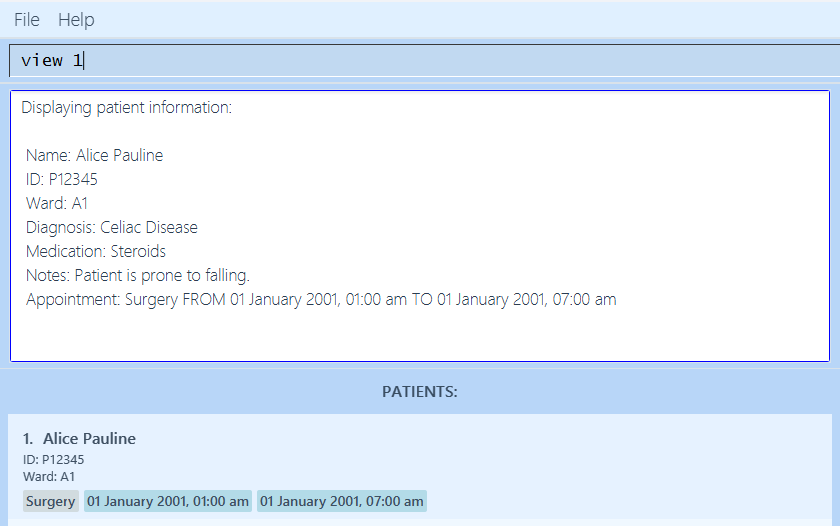 File Help
view 1
Displaying patient information:
Name: Alice Pauline
ID: P12345
Ward: A1
Diagnosis: Celiac Disease
Medication: Steroids
Notes: Patient is prone to falling.
Appointment: Surgery FROM 01 January 2001, 01:00 am TO 01 January 2001, 07:00 am
PATIENTS:
1. Alice Pauline
ID: P12345
Ward: A1
Surgery 01 January 2001, 01:00 am 01 January 2001, 07:00 am